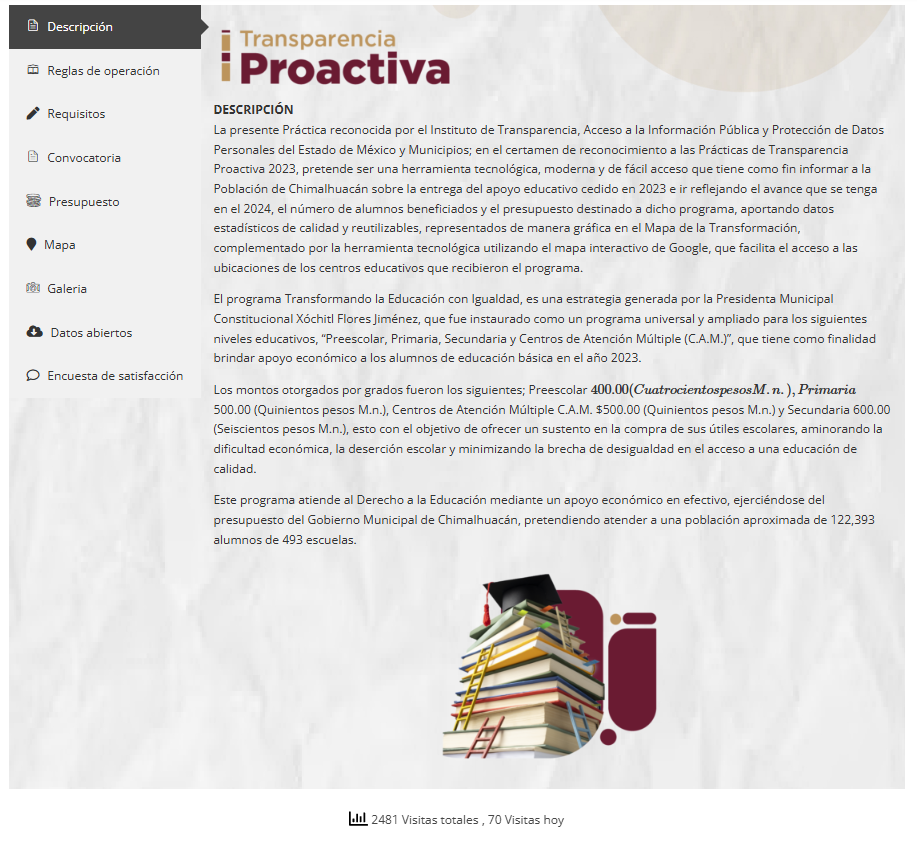 Descripción
Reglas de operación
Requisitos
Convocatoria
Presupuesto
Mapa
Galeria
Datos abiertos
Encuesta de satisfacción
Transparencia
Proactiva
DESCRIPCIÓN
La presente Práctica reconocida por el Instituto de Transparencia, Acceso a la Información Pública y Protección de Datos
Personales del Estado de México y Municipios; en el certamen de reconocimiento a las Prácticas de Transparencia
Proactiva 2023, pretende ser una herramienta tecnológica, moderna y de fácil acceso que tiene como fin informar a la
Población de Chimalhuacán sobre la entrega del apoyo educativo cedido en 2023 e ir reflejando el avance que se tenga
en el 2024, el número de alumnos beneficiados y el presupuesto destinado a dicho programa, aportando datos
estadísticos de calidad y reutilizables, representados de manera gráfica en el Mapa de la Transformación,
complementado por la herramienta tecnológica utilizando el mapa interactivo de Google, que facilita el acceso a las
ubicaciones de los centros educativos que recibieron el programa.
El programa Transformando la Educación con Igualdad, es una estrategia generada por la Presidenta Municipal
Constitucional Xóchitl Flores Jiménez, que fue instaurado como un programa universal y ampliado para los siguientes
niveles educativos, “Preescolar, Primaria, Secundaria y Centros de Atención Múltiple (C.A.M.)”, que tiene como finalidad
brindar apoyo económico a los alumnos de educación básica en el año 2023.
Los montos otorgados por grados fueron los siguientes; Preescolar 400.00(CuatrocientospesosM.n.),Primaria
500.00 (Quinientos pesos M.n.), Centros de Atención Múltiple C.A.M. $500.00 (Quinientos pesos M.n.) y Secundaria 600.00
(Seiscientos pesos M.n.), esto con el objetivo de ofrecer un sustento en la compra de sus útiles escolares, aminorando la
dificultad económica, la deserción escolar y minimizando la brecha de desigualdad en el acceso a una educación de
calidad.
Este programa atiende al Derecho a la Educación mediante un apoyo económico en efectivo, ejerciéndose del
presupuesto del Gobierno Municipal de Chimalhuacán, pretendiendo atender a una población aproximada de 122,393
alumnos de 493 escuelas.
2481 Visitas totales , 70 Visitas hoy